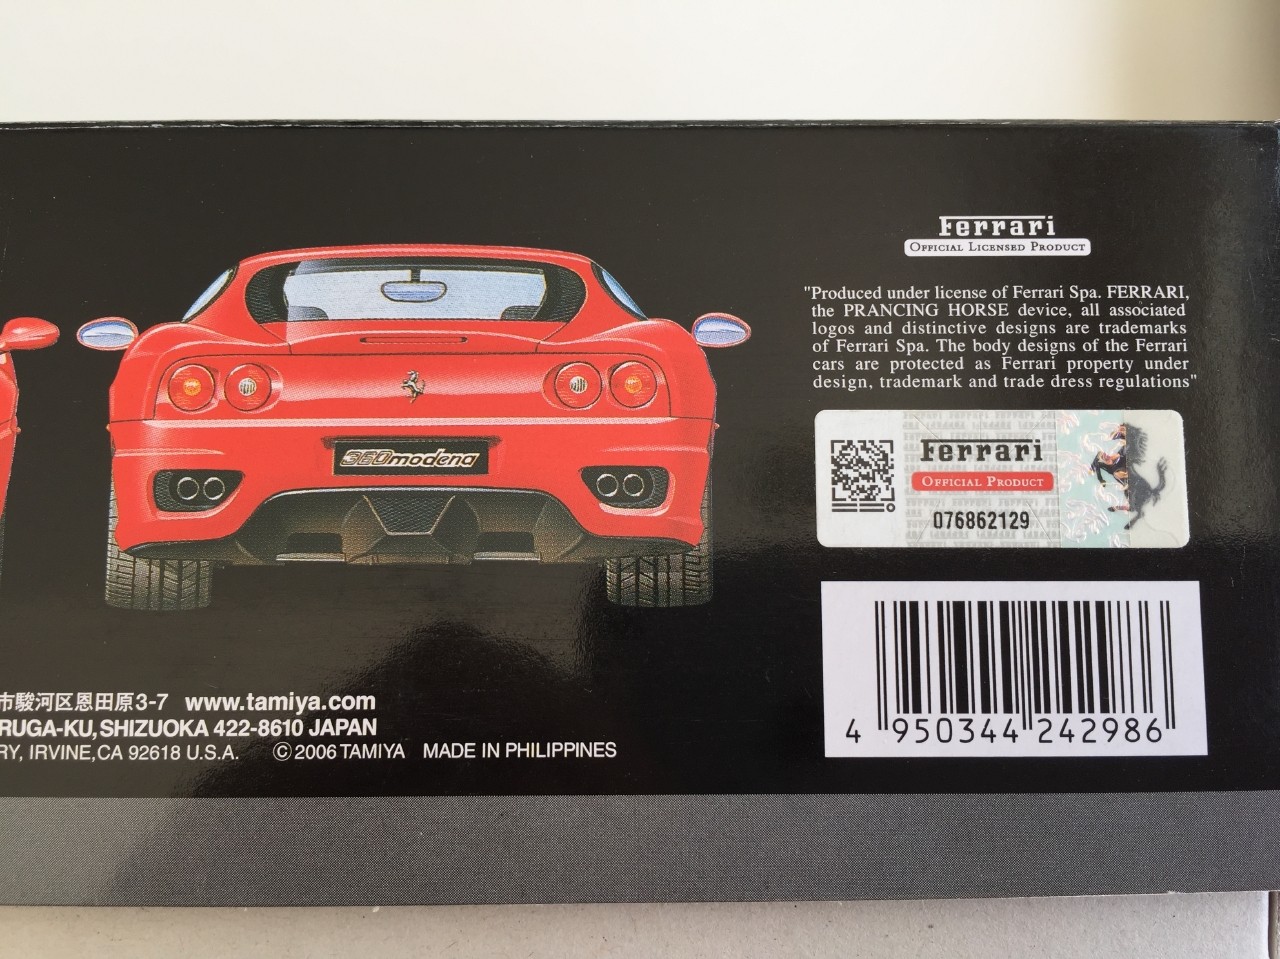 Ferrari
OFFICIAL LICENSED PRODUCT
"Produced under license of Ferrari Spa. FERRARI,
the PRANCING HORSE device, all associated
logos and distinctive designs are trademarks
of Ferrari Spa. The body designs of the Ferrari
cars are protected as Ferrari property under
design, trademark and trade dress regulations"
360modena
Ferrari
OFFICIAL PRODUCT
076862129
4 950344 242986
市駿河区恩田原3-7 www.tamiya.com
RUGA-KU, SHIZUOKA 422-8610 JAPAN
RY, IRVINE, CA 92618 U.S.A. ©2006 TAMIYA MADE IN PHILIPPINES